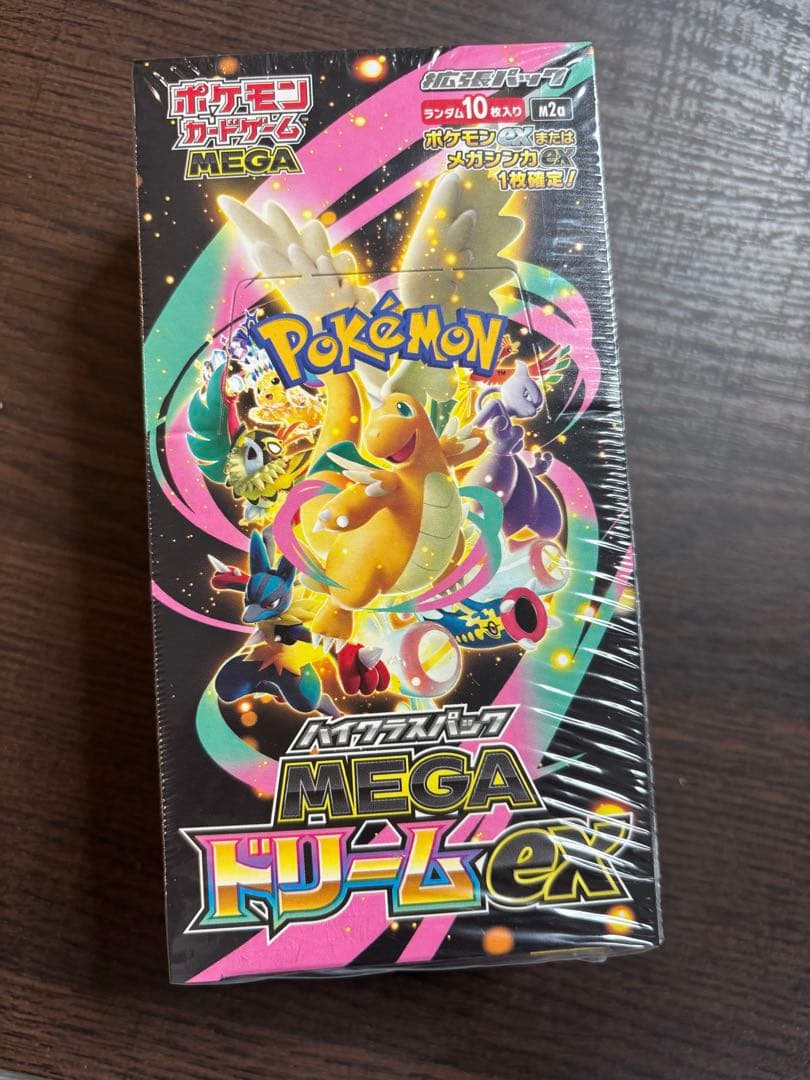 ポケモン
カードゲーム
MEGA
拡張パック
ランダム10枚入り M2a
ポケモンexまたは
メガシンカex
1枚確定!
POKéMON
TM
ハイクラスパック
MEGA
ドリームex